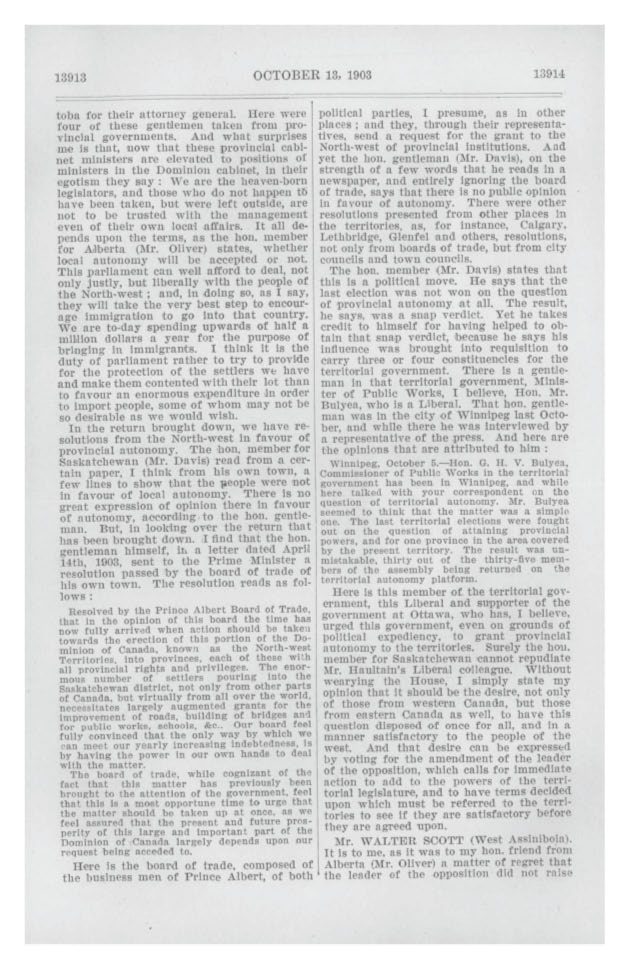 13913
OCTOBER 13, 1903
13914
toba for their attorney general. Here were
four of these gentlemen taken from pro-
vincial governments. And what surprises
me is that, now that these provincial cabi-
net ministers are elevated to positions of
ministers in the Dominion cabinet, in their
egotism they say : We are the heaven-born
legislators, and those who do not happen to
have been taken, but were left outside, are
not to be trusted with the management
even of their own local affairs. It all de-
pends upon the terms, as the hon. member
for Alberta (Mr. Oliver) states, whether
local autonomy will be accepted or not.
This parliament can well afford to deal, not
only justly, but liberally with the people of
the North-west ; and, in doing so, as I say,
they will take the very best step to encour-
age immigration to go into that country.
We are to-day spending upwards of half a
million dollars a year for the purpose of
bringing in immigrants. I think it is the
duty of parliament rather to try to provide
for the protection of the settlers we have
and make them contented with their lot than
to favour an enormous expenditure in order
to import people, some of whom may not be
so desirable as we would wish.
In the return brought down, we have re-
solutions from the North-west in favour of
provincial autonomy. The hon. member for
Saskatchewan (Mr. Davis) read from a cer-
tain paper, I think from his own town, a
few lines to show that the people were not
in favour of local autonomy. There is no
great expression of opinion there in favour
of autonomy, according to the hon. gentle-
man. But, in looking over the return that
has been brought down. I find that the hon.
gentleman himself, in a letter dated April
14th, 1903, sent to the Prime Minister a
resolution passed by the board of trade of
his own town. The resolution reads as fol-
lows :
Resolved by the Prince Albert Board of Trade,
that in the opinion of this board the time has
now fully arrived when action should be taken
towards the erection of this portion of the Do-
minion of Canada, known as the North-west
Territories, into provinces, each of these with
all provincial rights and privileges. The enor-
mous number of settlers pouring into the
Saskatchewan district, not only from other parts
of Canada, but virtually from all over the world,
necessitates largely augmented grants for the
improvement of roads, building of bridges and
for public works, schools, &c.. Our board feel
fully convinced that the only way by which we
can meet our yearly increasing indebtedness, is
by having the power in our own hands to deal
with the matter.
The board of trade, while cognizant of the
fact that this matter has previously been
brought to the attention of the government, feel
that this is a most opportune time to urge that
the matter should be taken up at once, as we
feel assured that the present and future pros-
perity of this large and important part of the
Dominion of Canada largely depends upon our
request being acceded to.
Here is the board of trade, composed of
the business men of Prince Albert, of both
political parties, I presume, as in other
places ; and they, through their representa-
tives, send a request for the grant to the
North-west of provincial institutions. And
yet the hon. gentleman (Mr. Davis), on the
strength of a few words that he reads in a
newspaper, and entirely ignoring the board
of trade, says that there is no public opinion
in favour of autonomy. There were other
resolutions presented from other places in
the territories, as, for instance, Calgary,
Lethbridge, Glenfel and others, resolutions,
not only from boards of trade, but from city
councils and town councils.
The hon. member (Mr. Davis) states that
this is a political move. He says that the
last election was not won on the question
of provincial autonomy at all. The result,
he says, was a snap verdict. Yet he takes
credit to himself for having helped to ob-
tain that snap verdict, because he says his
influence was brought into requisition to
carry three or four constituencies for the
territorial government. There is a gentle-
man in that territorial government, Minis-
ter of Public Works, I believe, Hon. Mr.
Bulyea, who is a Liberal. That hon. gentle-
man was in the city of Winnipeg last Octo-
ber, and while there he was interviewed by
a representative of the press. And here are
the opinions that are attributed to him :
Winnipeg, October 5.—Hon. G. H. V. Bulyea,
Commissioner of Public Works in the territorial
government has been in Winnipeg, and while
here talked with your correspondent on the
question of territorial autonomy. Mr. Bulyea
seemed to think that the matter was a simple
one. The last territorial elections were fought
out on the question of attaining provincial
powers, and for one province in the area covered
by the present territory. The result was un-
mistakable, thirty out of the thirty-five mem-
bers of the assembly being returned on the
territorial autonomy platform.
Here is this member of the territorial gov-
ernment, this Liberal and supporter of the
government at Ottawa, who has, I believe,
urged this government, even on grounds of
political expediency, to grant provincial
autonomy to the territories. Surely the hon.
member for Saskatchewan cannot repudiate
Mr. Haultain's Liberal colleague. Without
wearying the House, I simply state my
opinion that it should be the desire, not only
of those from western Canada, but those
from eastern Canada as well, to have this
question disposed of once for all, and in a
manner satisfactory to the people of the
west. And that desire can be expressed
by voting for the amendment of the leader
of the opposition, which calls for immediate
action to add to the powers of the terri-
torial legislature, and to have terms decided
upon which must be referred to the terri-
tories to see if they are satisfactory before
they are agreed upon.
Mr. WALTER SCOTT (West Assiniboia).
It is to me, as it was to my hon. friend from
Alberta (Mr. Oliver) a matter of regret that
the leader of the opposition did not raise